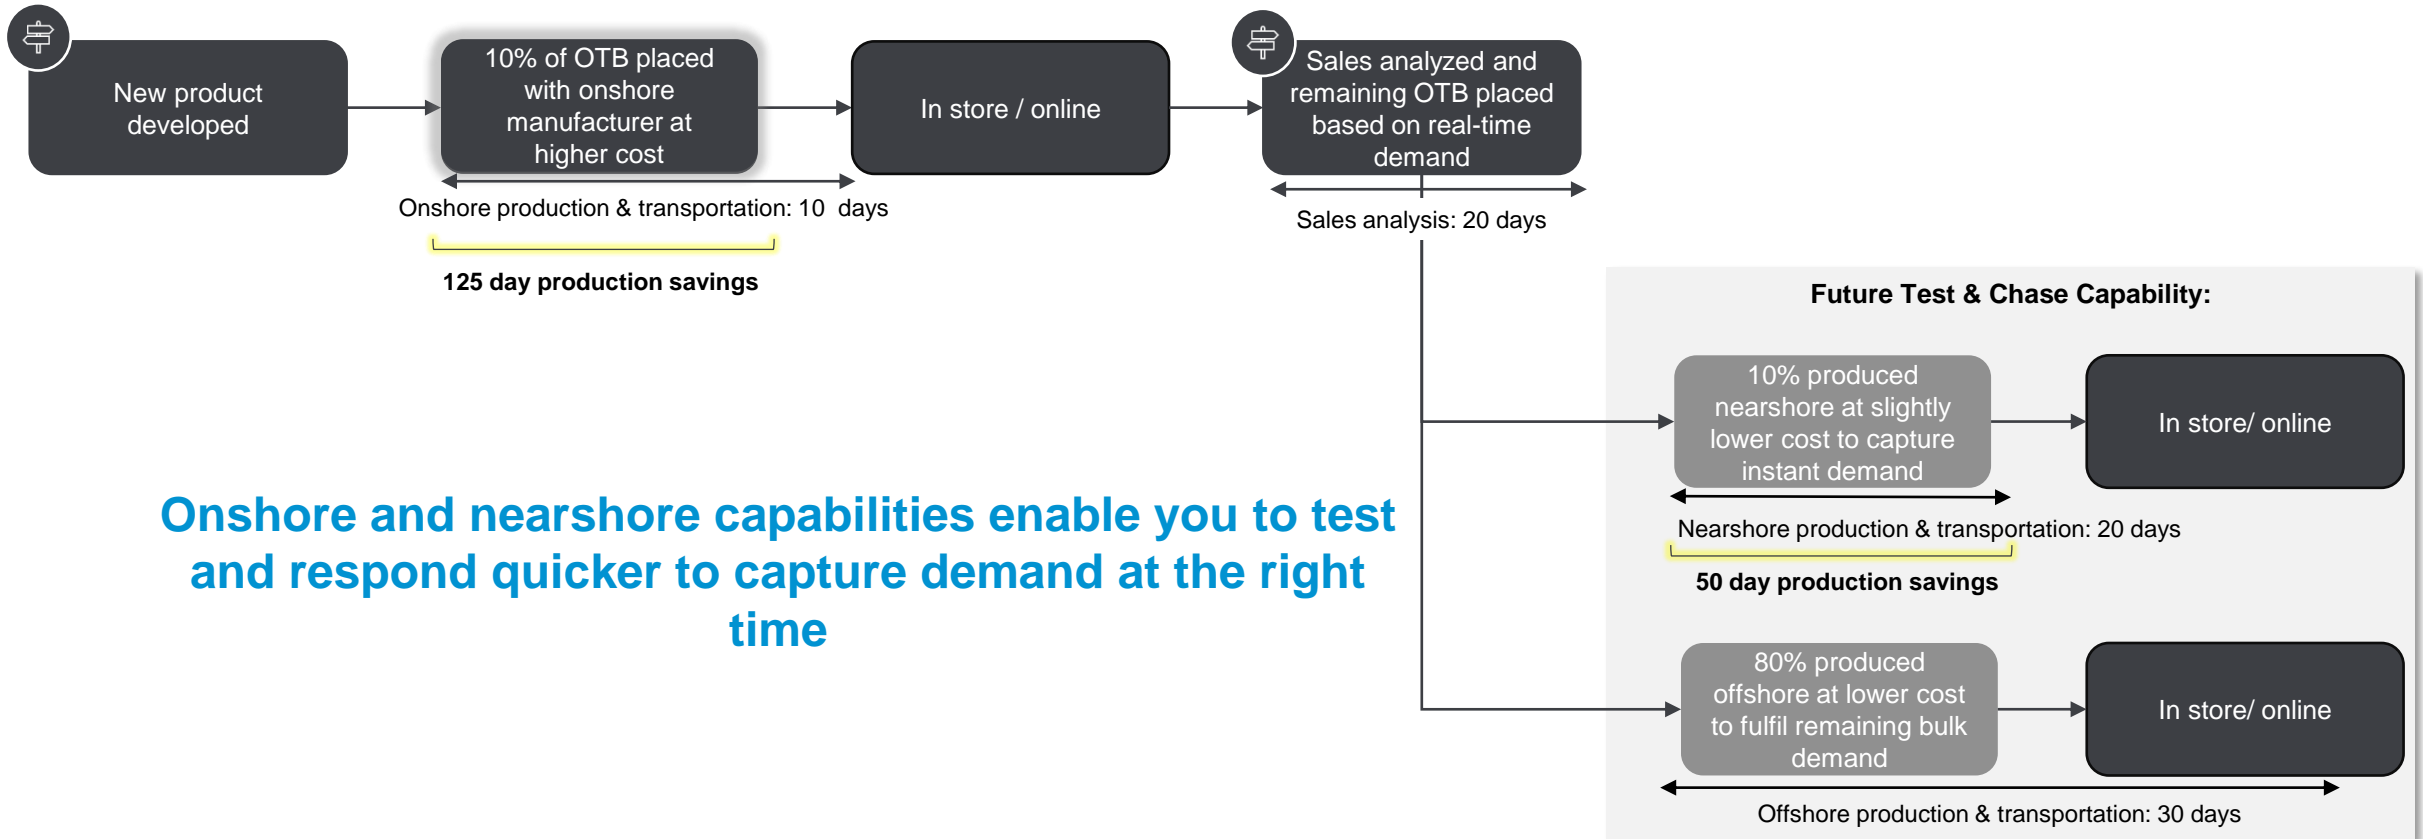 New product
developed
10% of OTB placed
with onshore
manufacturer at
higher cost
In store / online
Sales analyzed and
remaining OTB placed
based on real-time
demand
Onshore production & transportation: 10  days
125 day production savings
Sales analysis: 20 days
Future Test & Chase Capability:
10% produced
nearshore at slightly
lower cost to capture
instant demand
In store/ online
Nearshore production & transportation: 20 days
50 day production savings
80% produced
offshore at lower cost
to fulfil remaining bulk
demand
In store/ online
Offshore production & transportation: 30 days
Onshore and nearshore capabilities enable you to test
and respond quicker to capture demand at the right
time